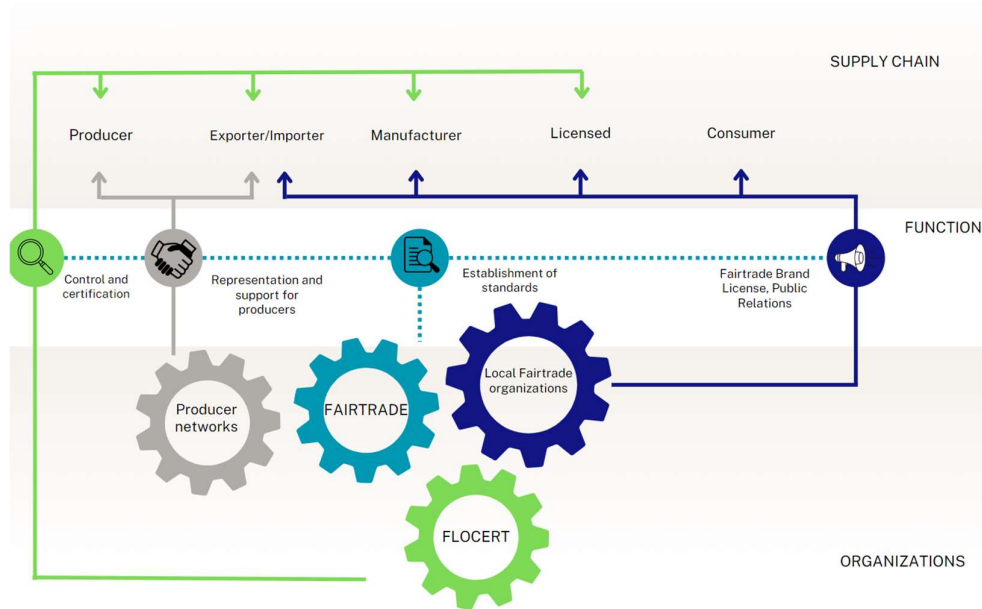 SUPPLY CHAIN
Producer
Exporter/Importer
Manufacturer
Licensed
Consumer
FUNCTION
Control and
certification
Representation and
support for
producers
Establishment of
standards
Fairtrade Brand
License, Public
Relations
Producer
networks
FAIRTRADE
Local Fairtrade
organizations
FLOCERT
ORGANIZATIONS